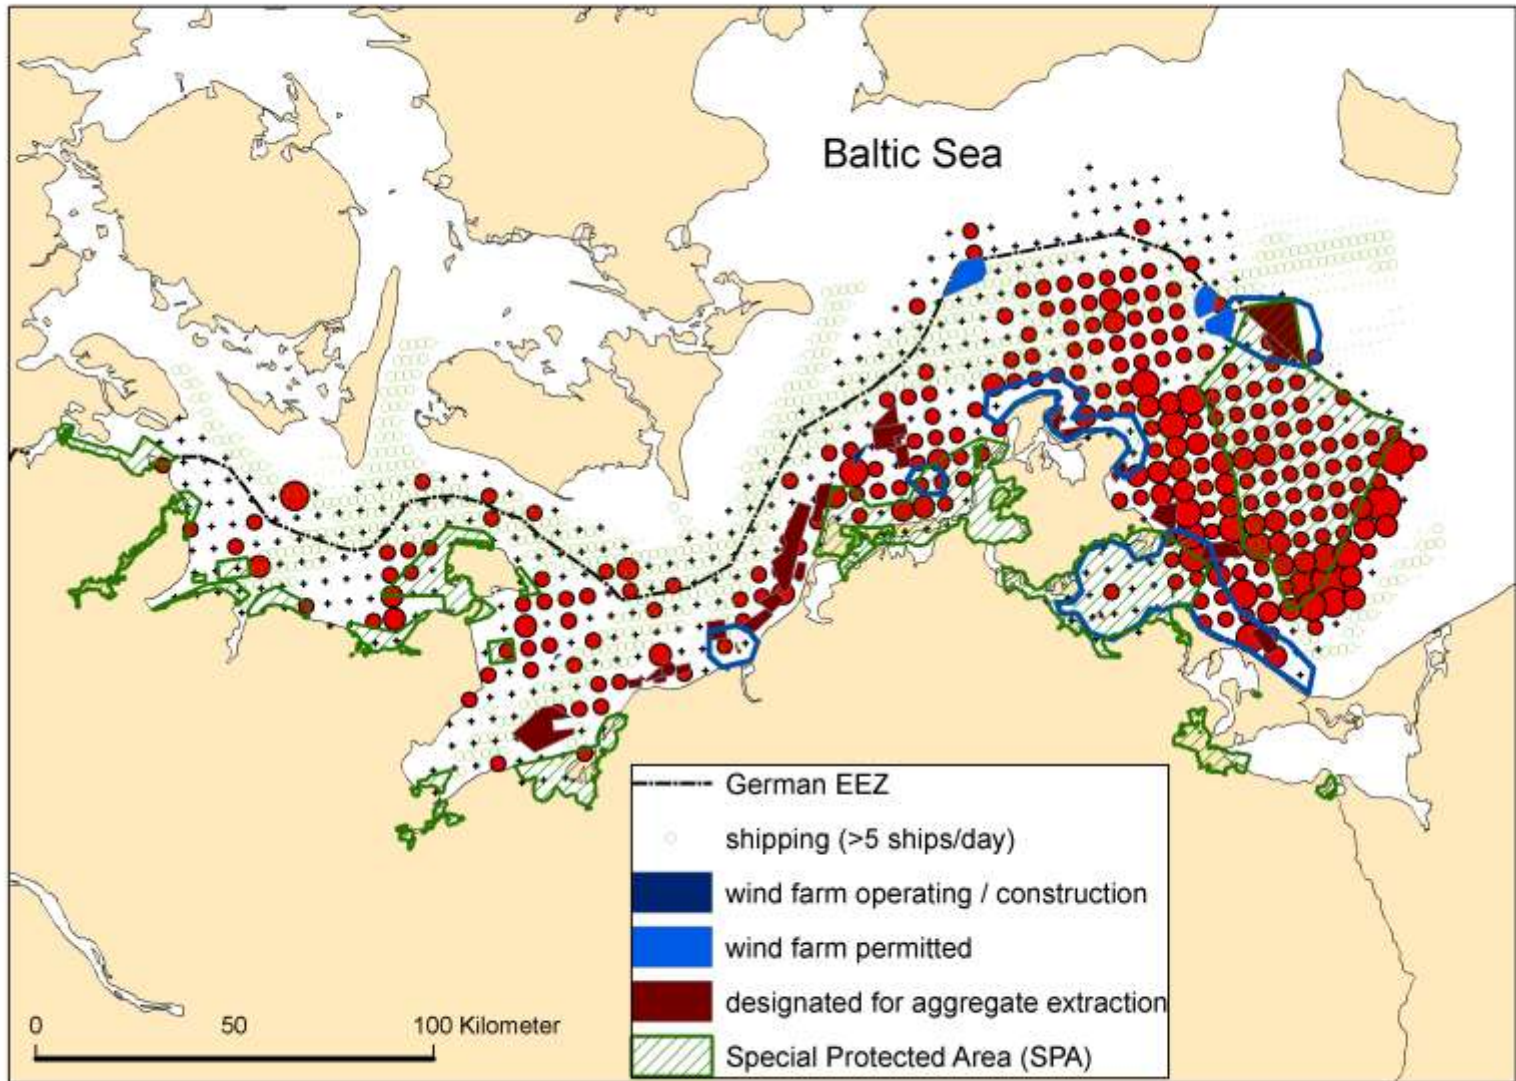 Baltic Sea
German EEZ
shipping (>5 ships/day)
wind farm operating / construction
wind farm permitted
designated for aggregate extraction
Special Protected Area (SPA)
0 50 100 Kilometer